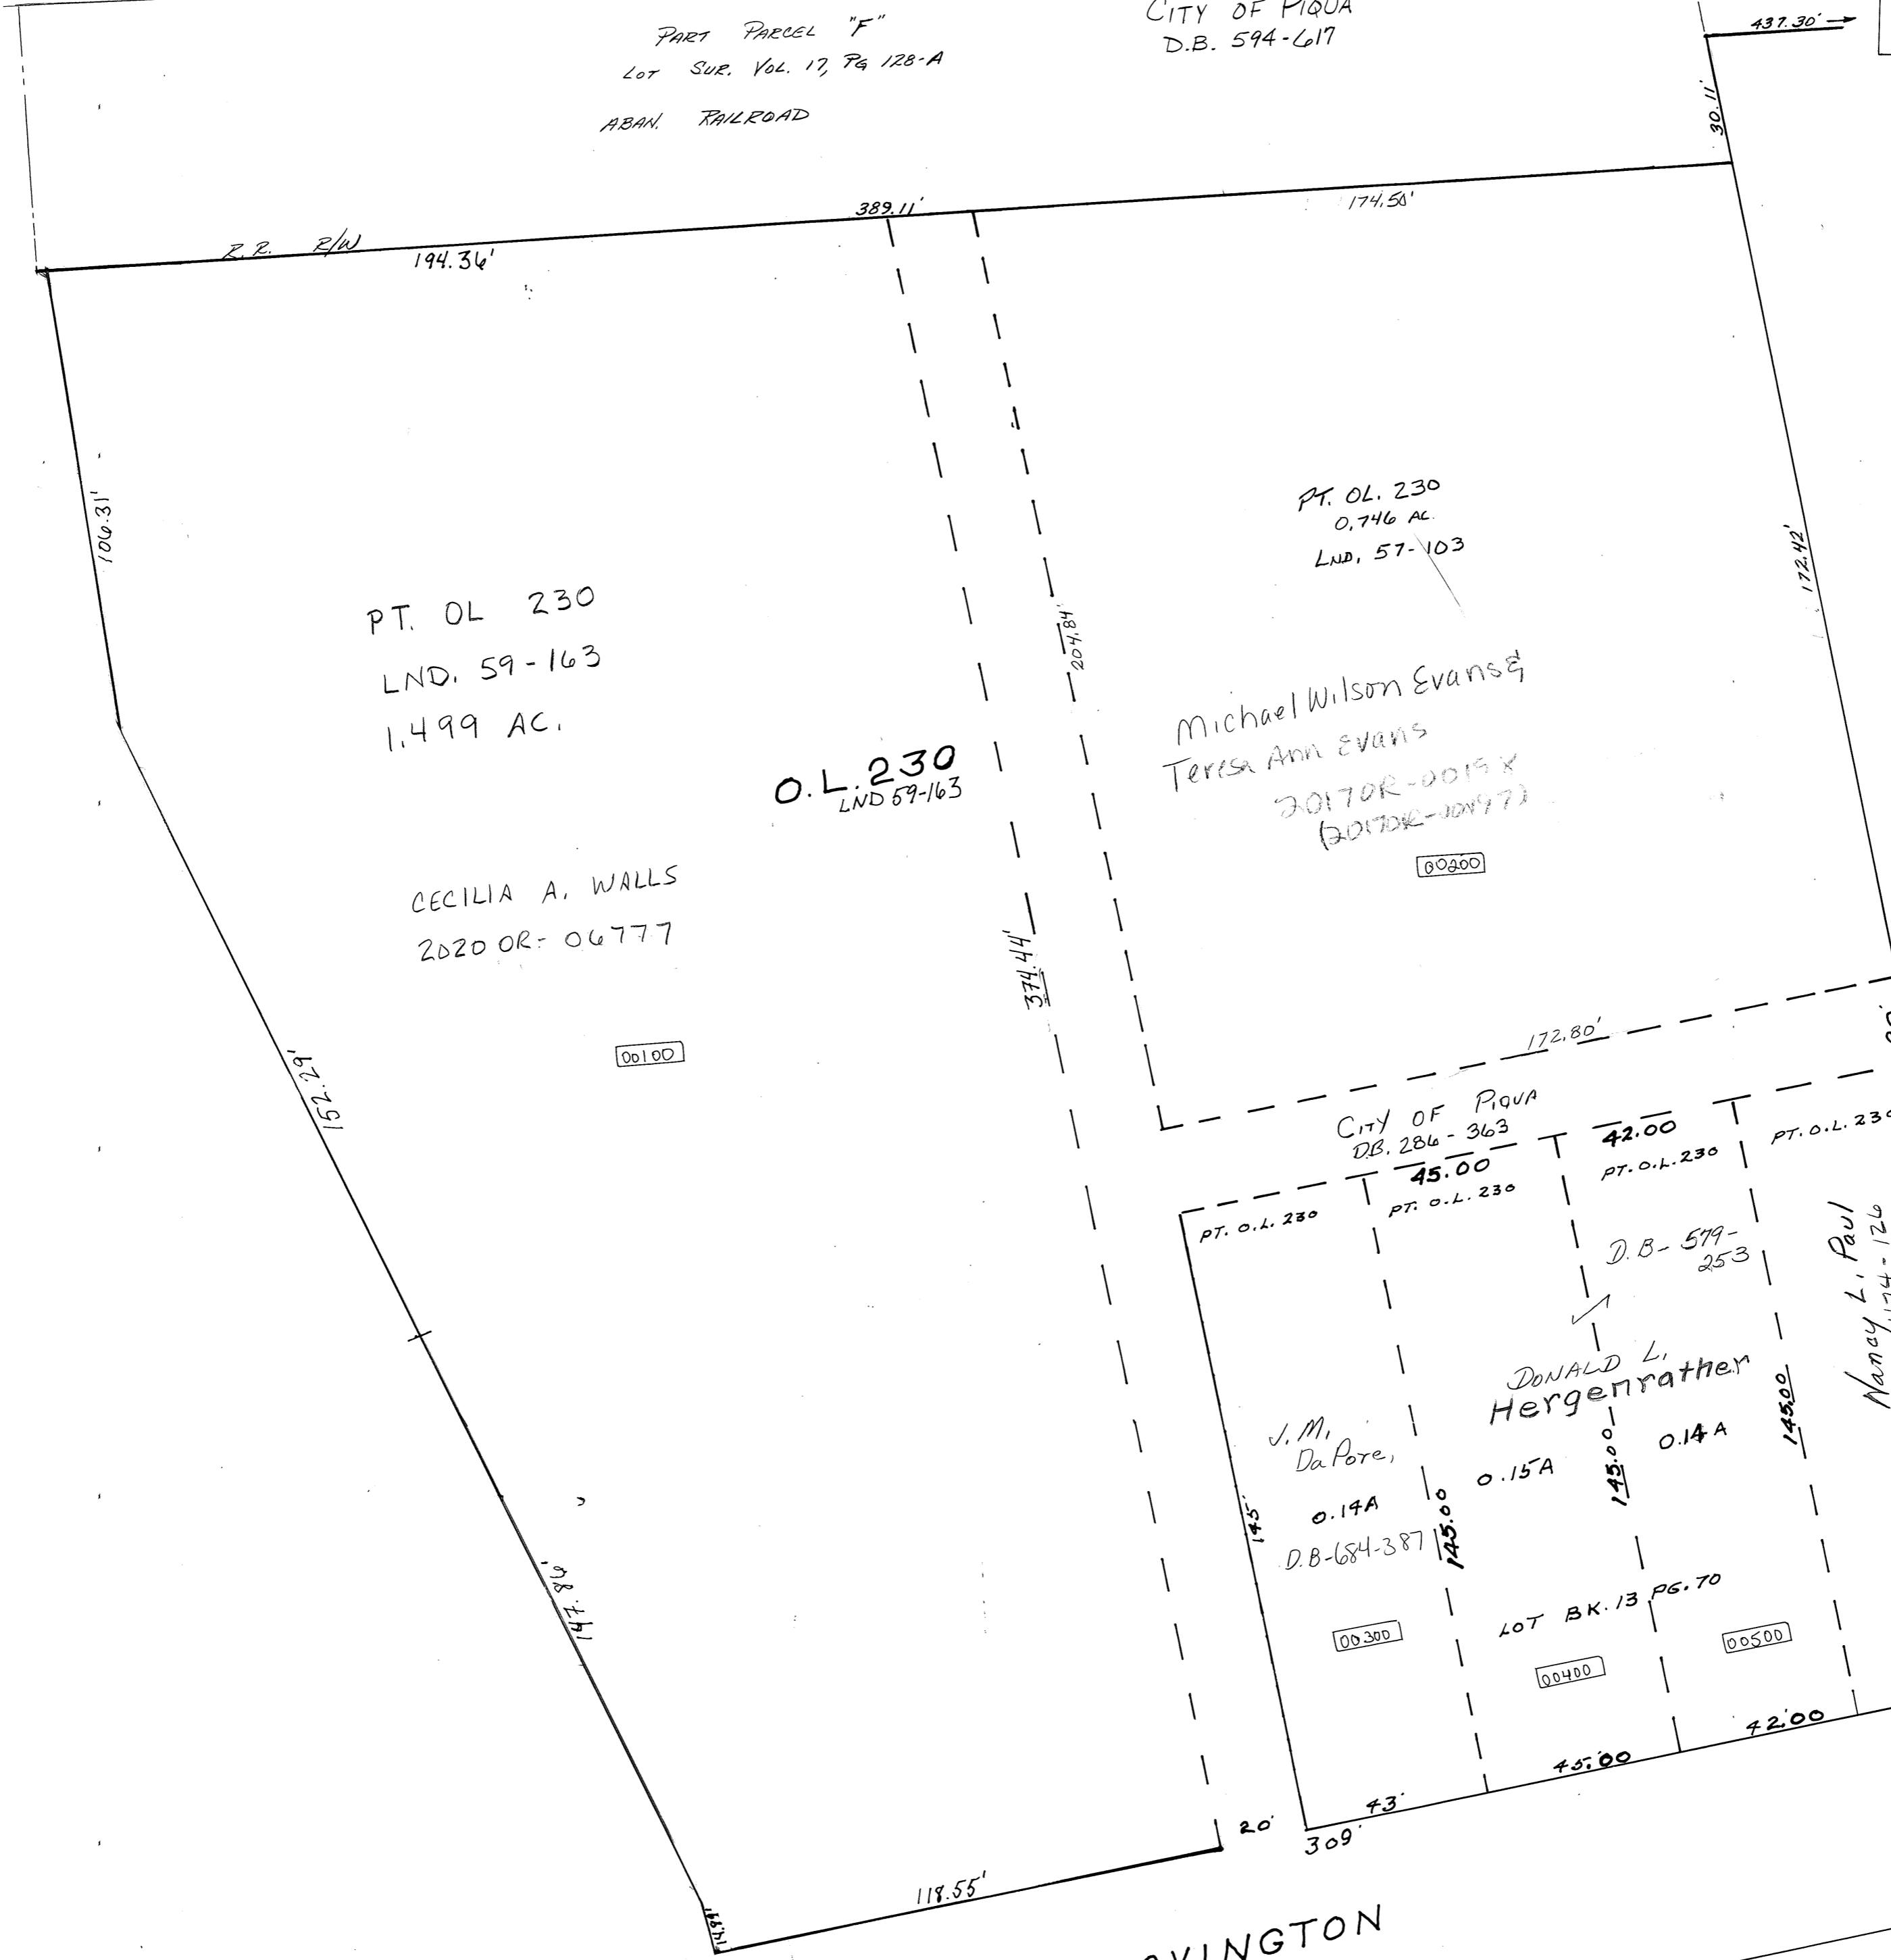 PART PARCEL "F"
LOT SUR. VOL. 17, PG 128-A
ABAN. RAILROAD
CITY OF PIQUA
D.B. 594-617
437.30'
30.11'
389.11'
174.50'
R.R. R/W
194.36'
106.31'
PT. OL 230
LND. 59-163
1.499 AC.
O.L. 230
LND 59-163
CECILIA A. WALLS
2020 OR- 06777
00100
204.84'
374.44'
PT. OL. 230
0.746 AC.
LND. 57-103
172.42'
Michael Wilson Evans &
Teresa Ann Evans
00200
172.80'
CITY OF PIQUA
D.B. 286-363
45.00
42.00
PT. O.L. 230
PT. O.L. 230
PT. O.L. 230
PT. O.L. 230
D.B- 579-
253
Nancy L. Paul
174-126
DONALD L.
Hergenrather
J.M.
DaPore,
0.14A
D.B-684-387
0.15A
0.14A
145'
145.00
145.00
145.00
LOT BK. 13 PG. 70
00300
00400
00500
152.29'
147.86'
14.89'
118.55'
20'
43'
309'
45.00
42.00
VINGTON